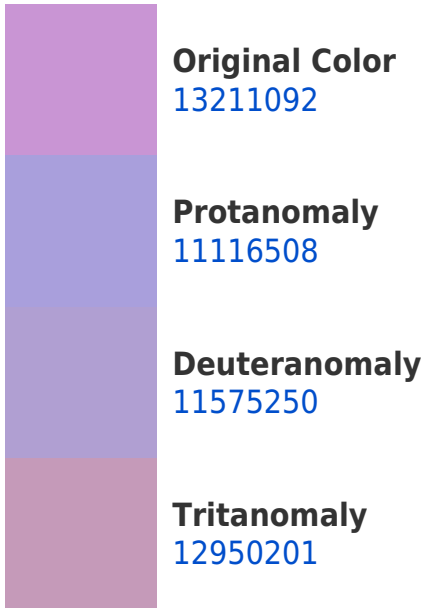 Original Color
13211092
Protanomaly
11116508
Deuteranomaly
11575250
Tritanomaly
12950201